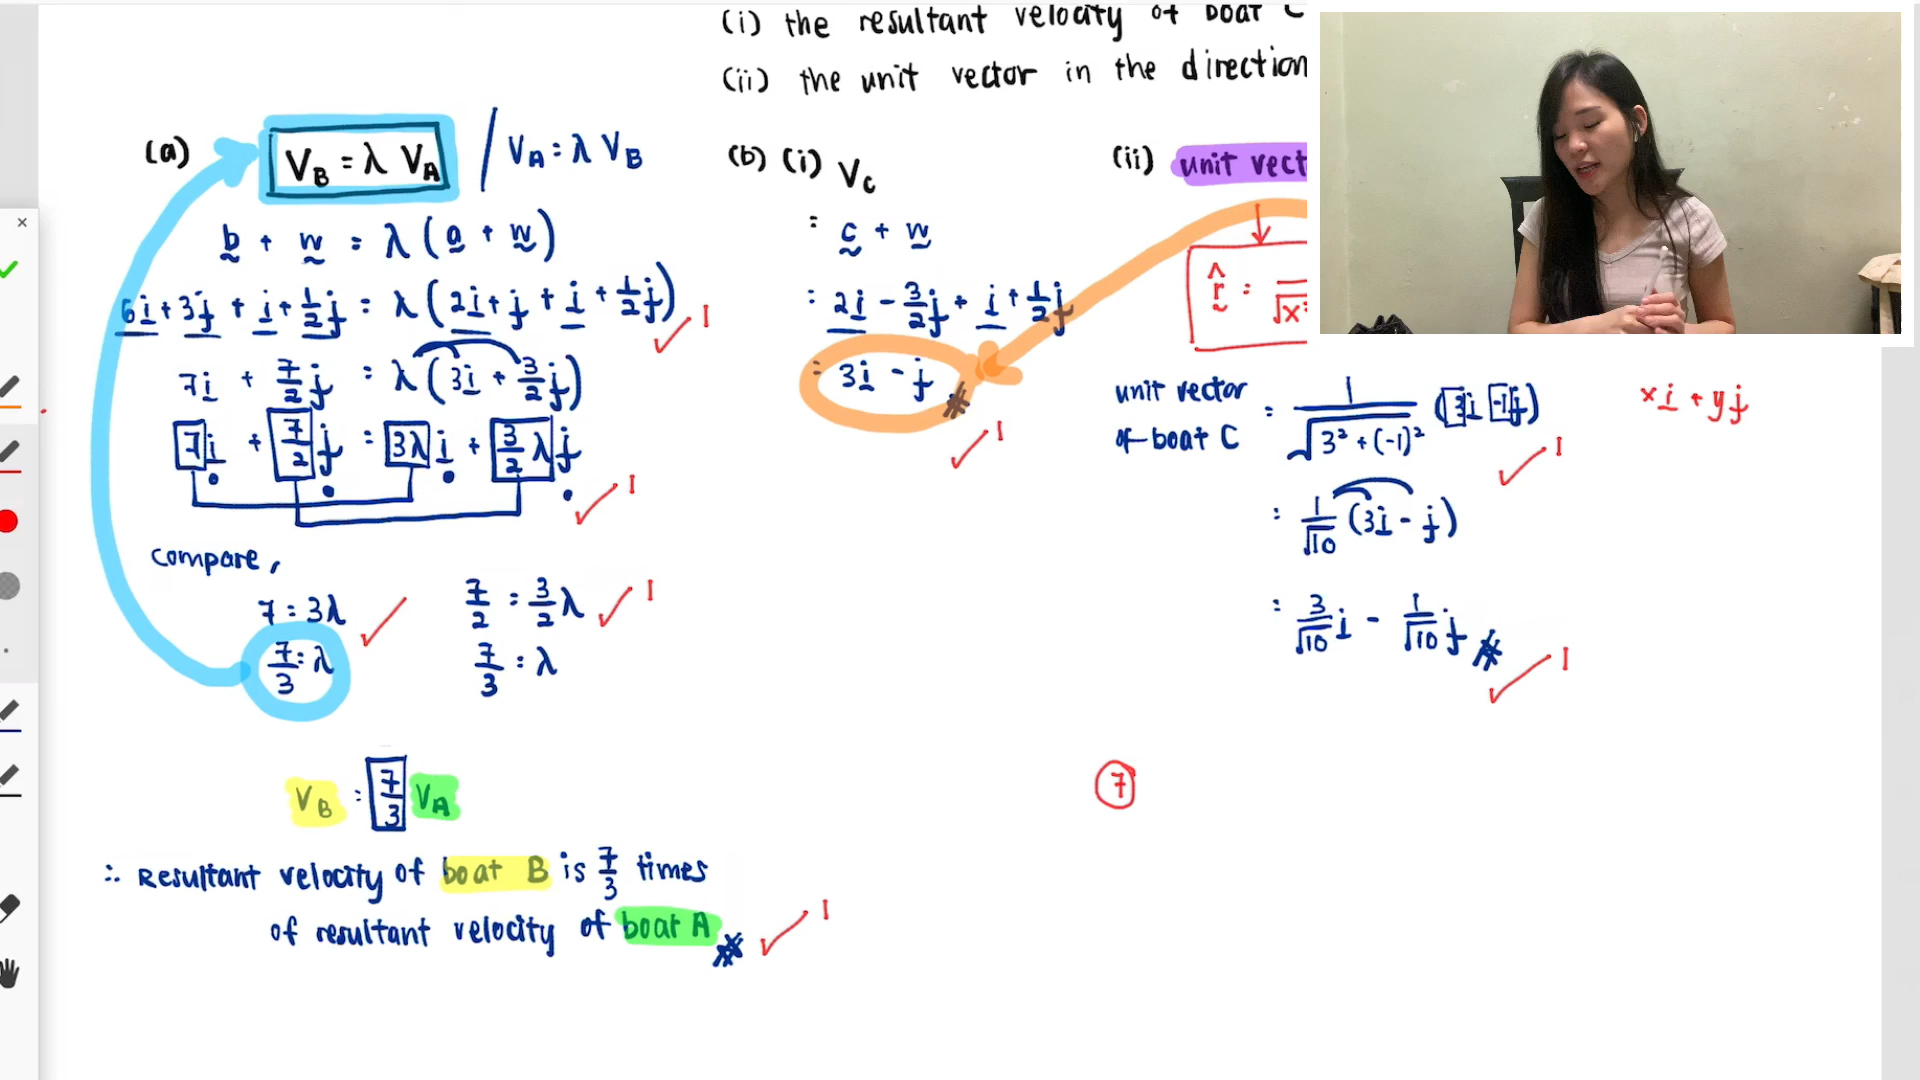 (i) the resultant velocity of boat C
(ii) the unit vector in the direction
(a) V_B = λ V_A / V_A = λ V_B
b + w = λ (a + w)
6i + 3j + i + 1/2 j = λ (2i + j + i + 1/2 j) ✓ 1
7i + 7/2 j = λ (3i + 3/2 j)
7i + 7/2 j = 3λ i + 3/2 λ j ✓ 1
compare,
7 = 3λ ✓
7/3 = λ
7/2 = 3/2 λ ✓ 1
7/3 = λ
V_B = 7/3 V_A
∴ Resultant velocity of boat B is 7/3 times
of resultant velocity of boat A ✓ 1
(b) (i) V_C
= c + w
= 2i - 3/2 j + i + 1/2 j
= 3i - j ✓ 1
(ii) unit vect
r̂ =
unit vector
of boat C = 1/√(3² + (-1)²) (3i -1j) ✓ 1
xi + yj
= 1/√10 (3i - j)
= 3/√10 i - 1/√10 j ✓ 1
7